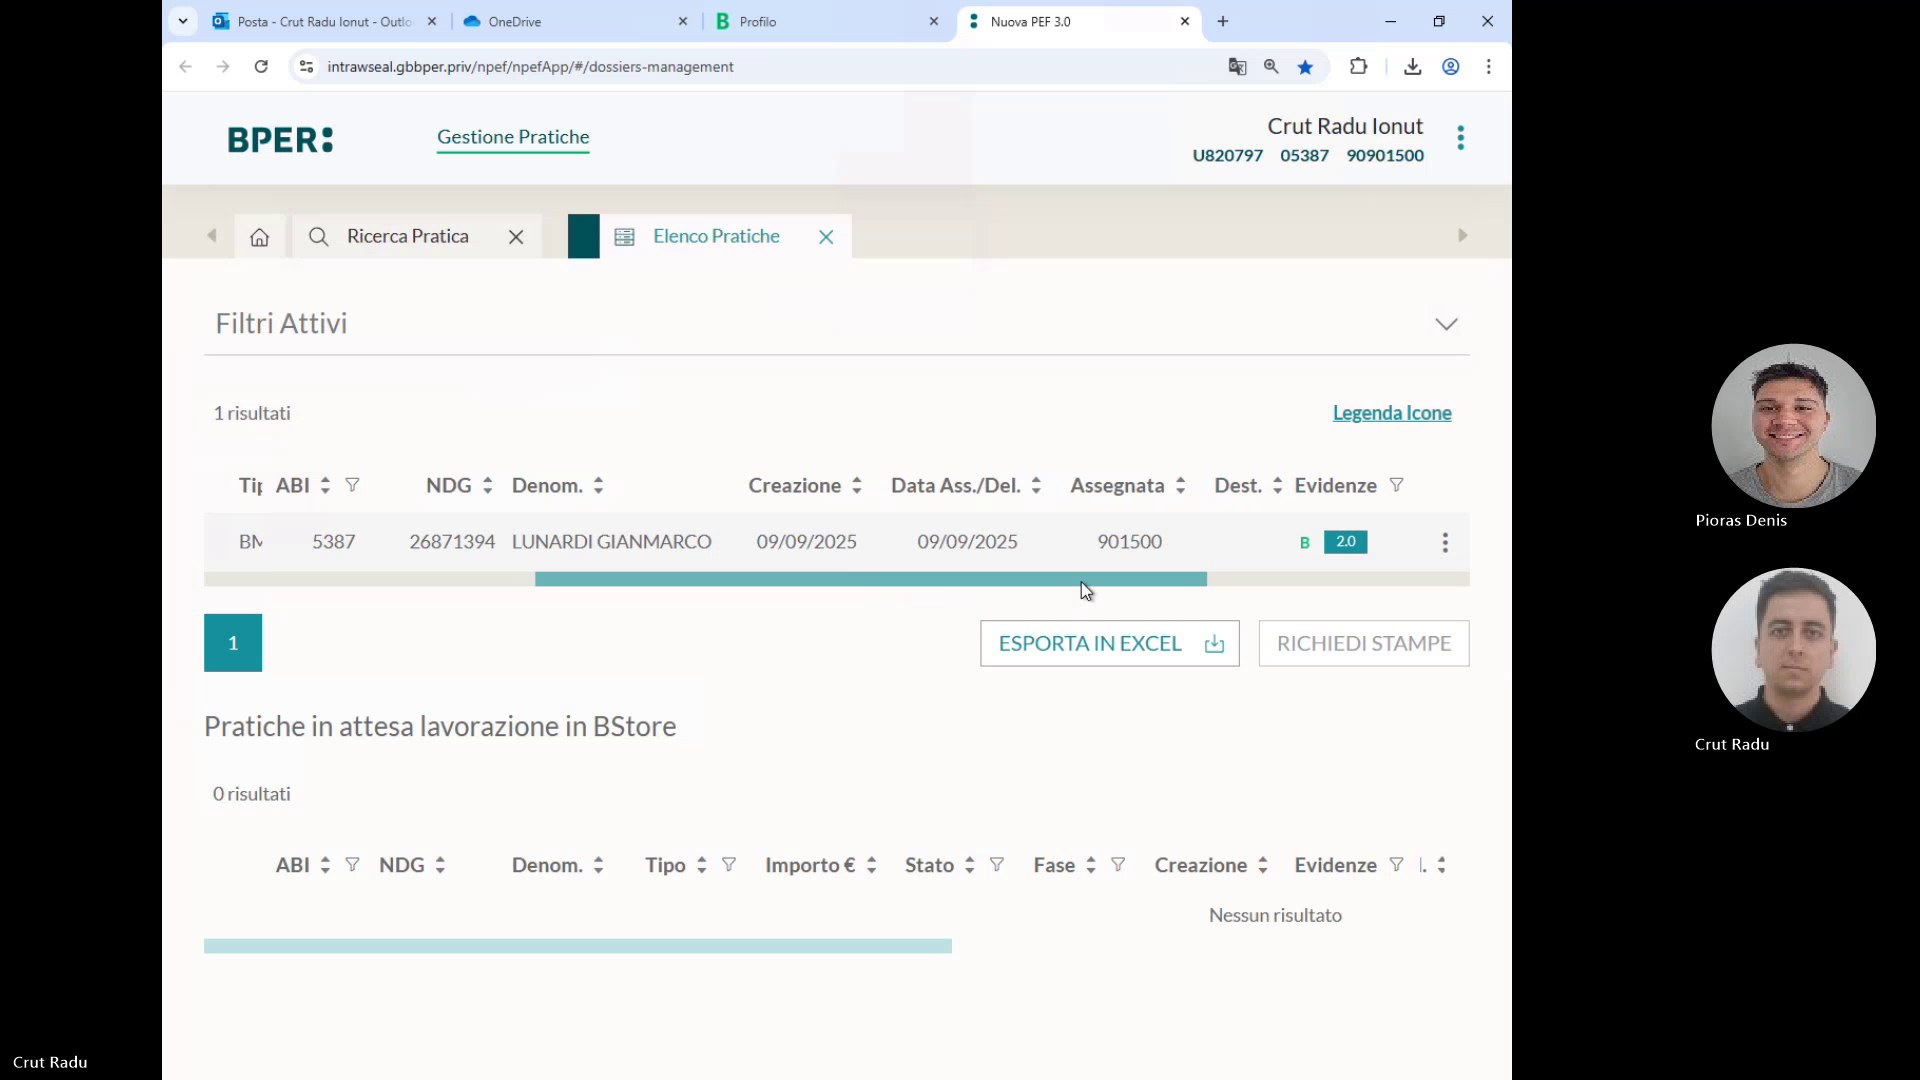 Posta - Crut Radu Ionut - Outlo
OneDrive
Profilo
Nuova PEF 3.0
intrawseal.gbbper.priv/npef/npefApp/#/dossiers-management
BPER:
Gestione Pratiche
Crut Radu Ionut
U820797 05387 90901500
Ricerca Pratica
Elenco Pratiche
Filtri Attivi
1 risultati
Legenda Icone
Tip ABI NDG Denom. Creazione Data Ass./Del. Assegnata Dest. Evidenze
BM 5387 26871394 LUNARDI GIANMARCO 09/09/2025 09/09/2025 901500 B 2.0
1
ESPORTA IN EXCEL
RICHIEDI STAMPE
Pratiche in attesa lavorazione in BStore
0 risultati
ABI NDG Denom. Tipo Importo € Stato Fase Creazione Evidenze
Nessun risultato
Pioras Denis
Crut Radu
Crut Radu